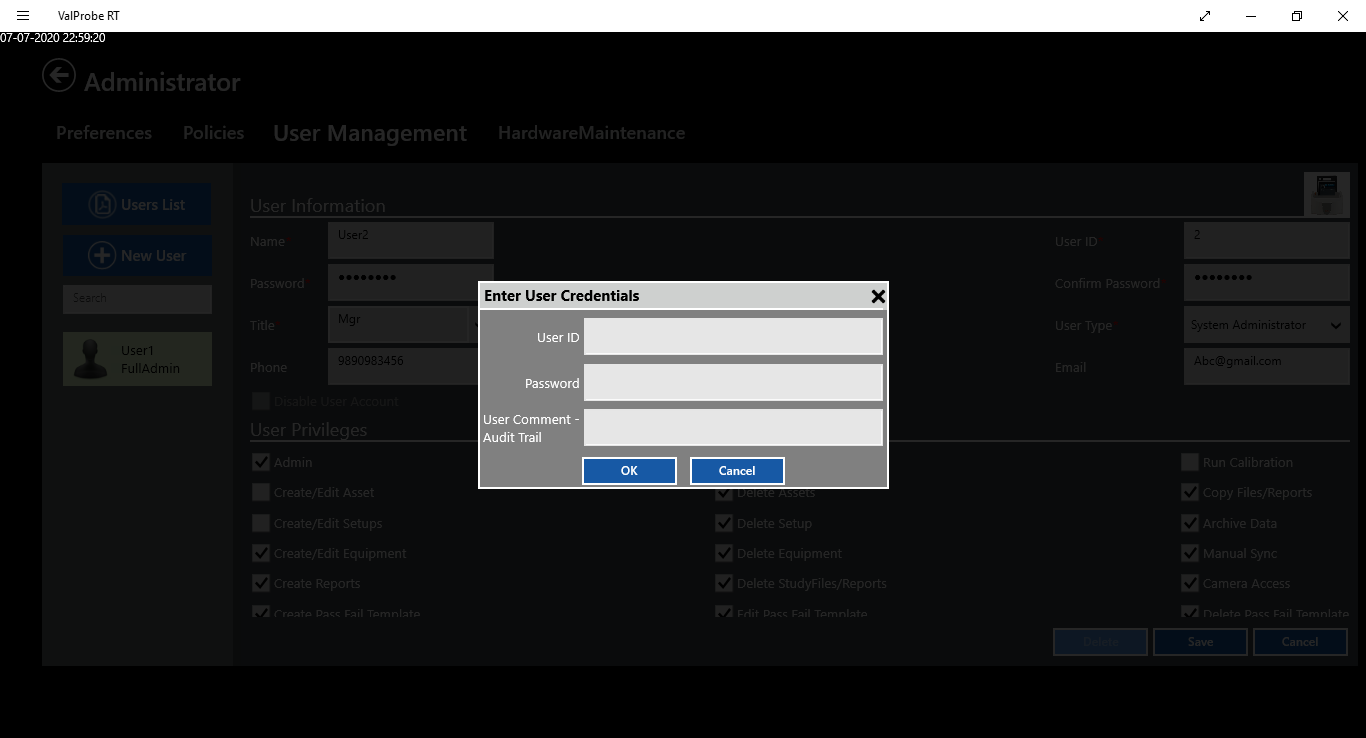 ValProbe RT
07-07-2020 22:59:20
Administrator
Preferences Policies User Management HardwareMaintenance
Users List
New User
Search
User1
FullAdmin
User Information
Name User2 User ID 2
Password •••••••• Confirm Password ••••••••
Title Mgr User Type System Administrator
Phone 9890983456 Email Abc@gmail.com
Disable User Account
User Privileges
Enter User Credentials
User ID
Password
User Comment -
Audit Trail
OK Cancel
Admin Run Calibration
Create/Edit Asset Delete Assets Copy Files/Reports
Create/Edit Setups Delete Setup Archive Data
Create/Edit Equipment Delete Equipment Manual Sync
Create Reports Delete StudyFiles/Reports Camera Access
Create Pass Fail Template Edit Pass Fail Template Delete Pass Fail Template
Delete Save Cancel